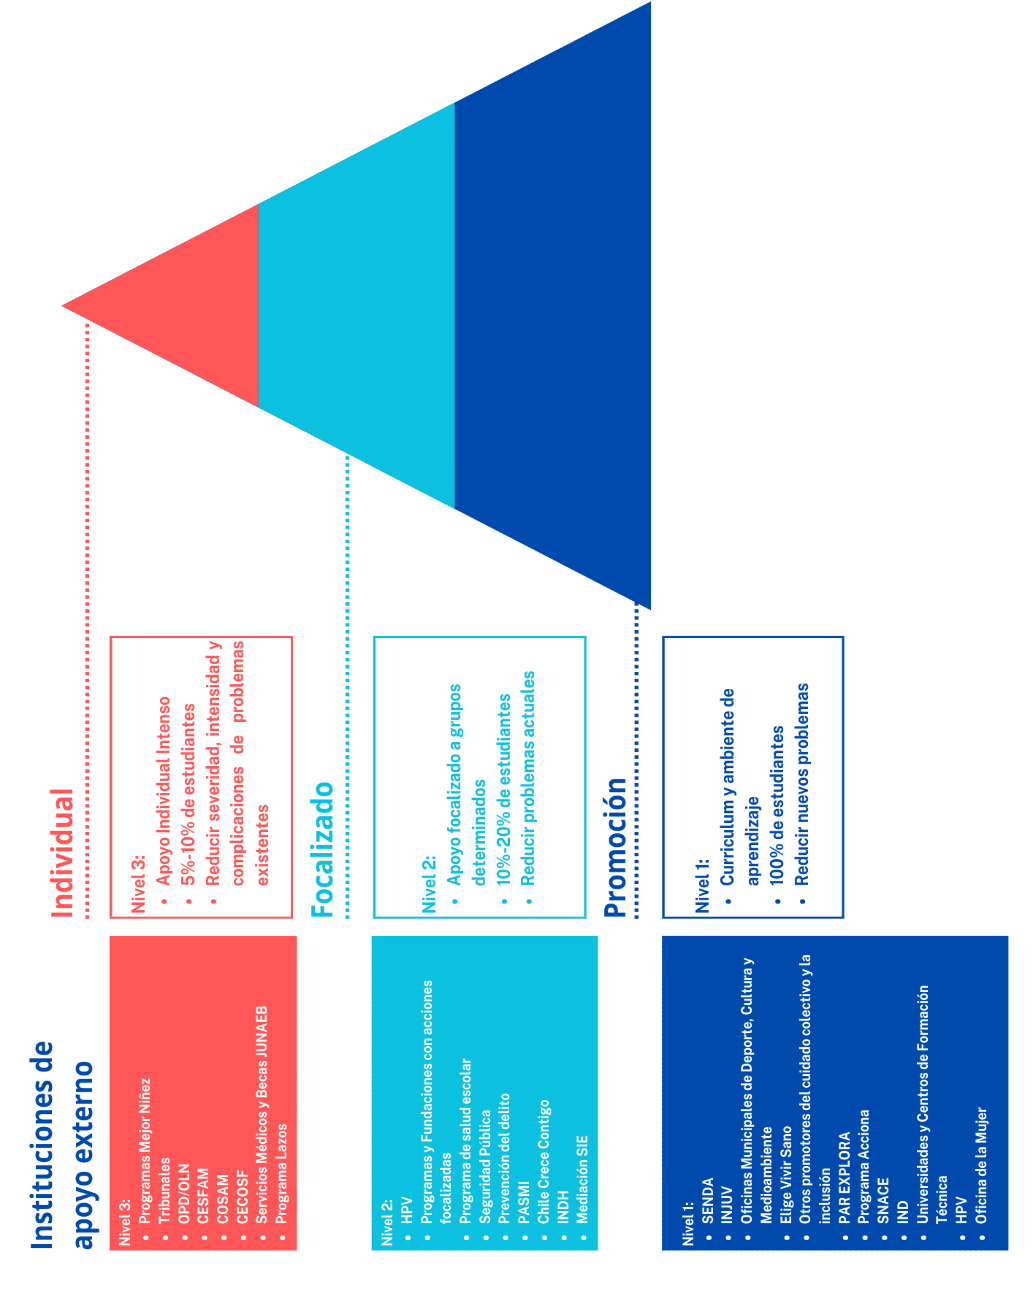 Instituciones de
apoyo externo
Nivel 3:
• Programas Mejor Niñez
• Tribunales
• OPD/OLN
• CESFAM
• COSAM
• CECOSF
• Servicios Médicos y Becas JUNAEB
• Programa Lazos
Individual
Nivel 3:
• Apoyo Individual Intenso
• 5%-10% de estudiantes
• Reducir severidad, intensidad y
complicaciones de problemas
existentes
Nivel 2:
• HPV
• Programas y Fundaciones con acciones
focalizadas
• Programa de salud escolar
• Seguridad Pública
• Prevención del delito
• PASMI
• Chile Crece Contigo
• INDH
• Mediación SIE
Focalizado
Nivel 2:
• Apoyo focalizado a grupos
determinados
• 10%-20% de estudiantes
• Reducir problemas actuales
Nivel 1:
• SENDA
• INJUV
• Oficinas Municipales de Deporte, Cultura y
Medioambiente
• Elige Vivir Sano
• Otros promotores del cuidado colectivo y la
inclusión
• PAR EXPLORA
• Programa Acciona
• SNACE
• IND
• Universidades y Centros de Formación
Técnica
• HPV
• Oficina de la Mujer
Promoción
Nivel 1:
• Curriculum y ambiente de
aprendizaje
• 100% de estudiantes
• Reducir nuevos problemas